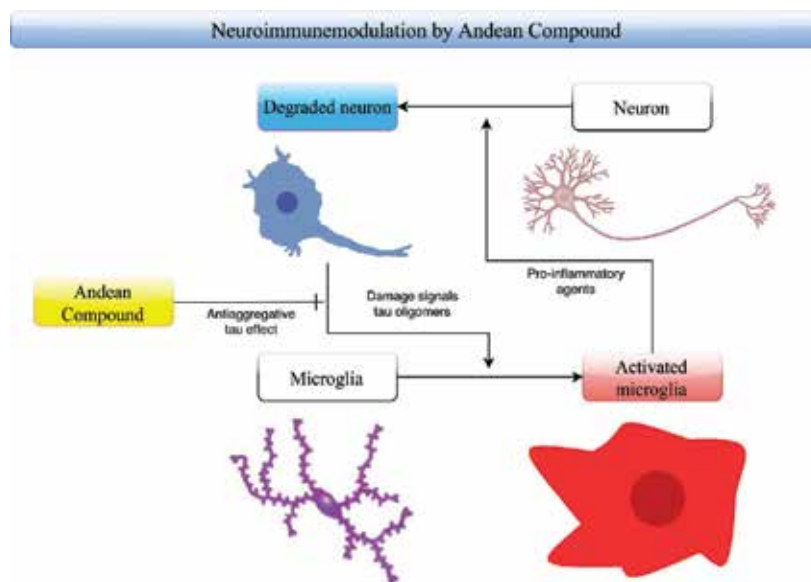 Neuroimmunemodulation by Andean Compound
Degraded neuron
Neuron
Pro-inflammatory
agents
Andean
Compound
Antiaggregative
tau effect
Damage signals
tau oligomers
Microglia
Activated
microglia